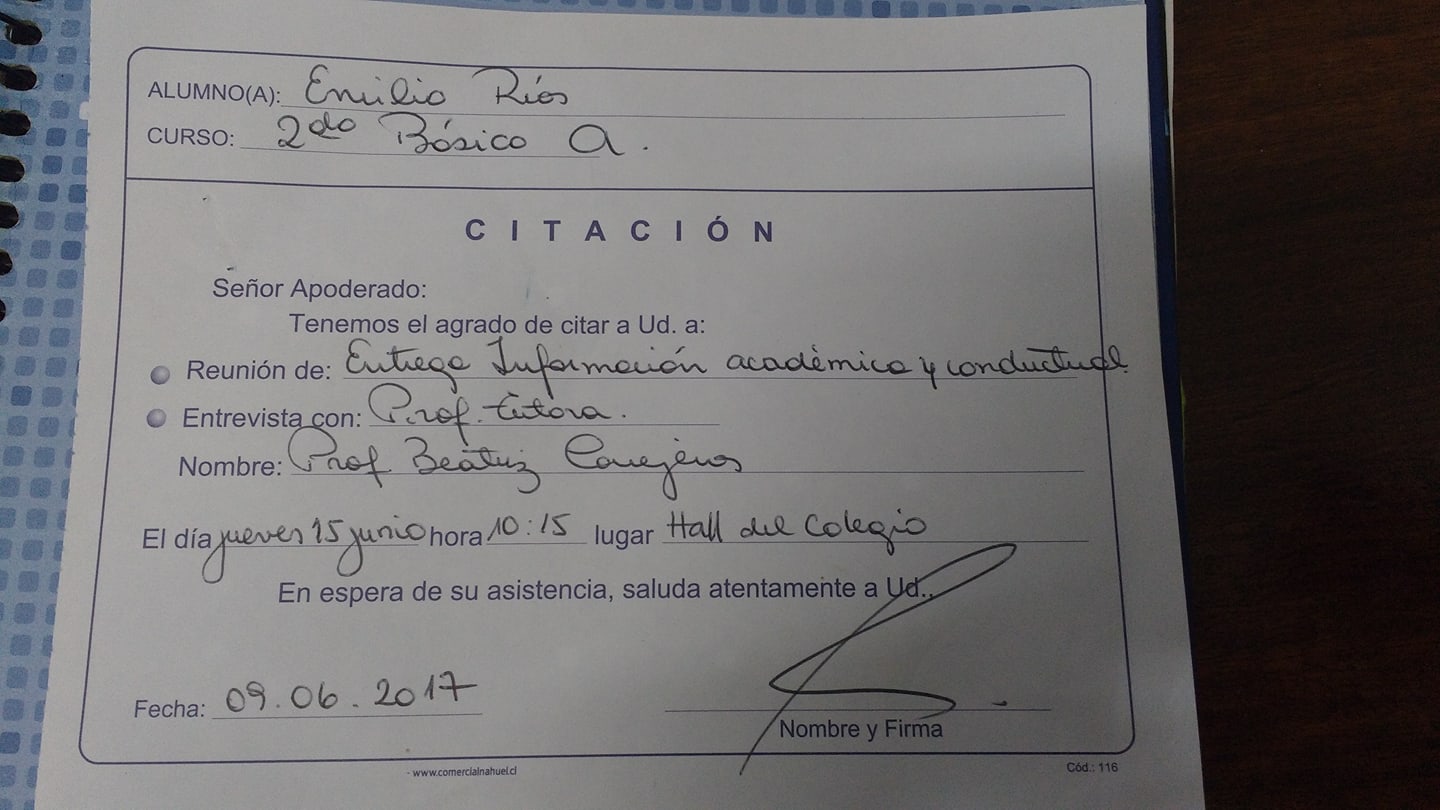 ALUMNO(A): Emilio Ríos
CURSO: 2do Básico A.
CITACIÓN
Señor Apoderado:
Tenemos el agrado de citar a Ud. a:
Reunión de: Entrega Información académica y conductual.
Entrevista con: Prof. tutora.
Nombre: Prof Beatriz
El día jueves 15 junio hora 10:15 lugar Hall del Colegio
En espera de su asistencia, saluda atentamente a Ud..
Fecha: 09.06.2017
Nombre y Firma
- www.comercialnahuel.cl
Cód.: 116